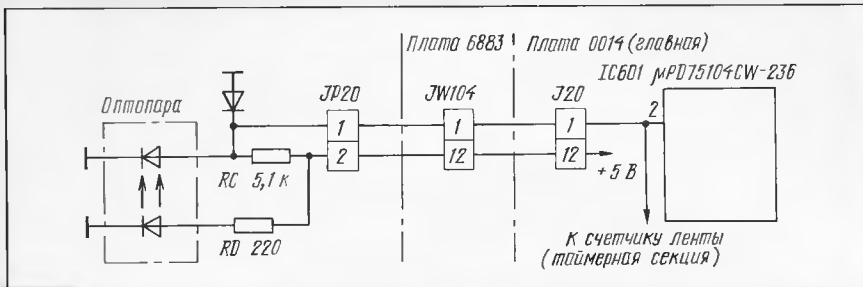 Плата 6883
Плата 0014 (главная)
IC601 μPD75104CW-236
Оптопара
JP20
JW104
J20
2
1
1
1
2
12
12
+5 В
RC 5,1 к
RD 220
К счетчику ленты
(таймерная секция)